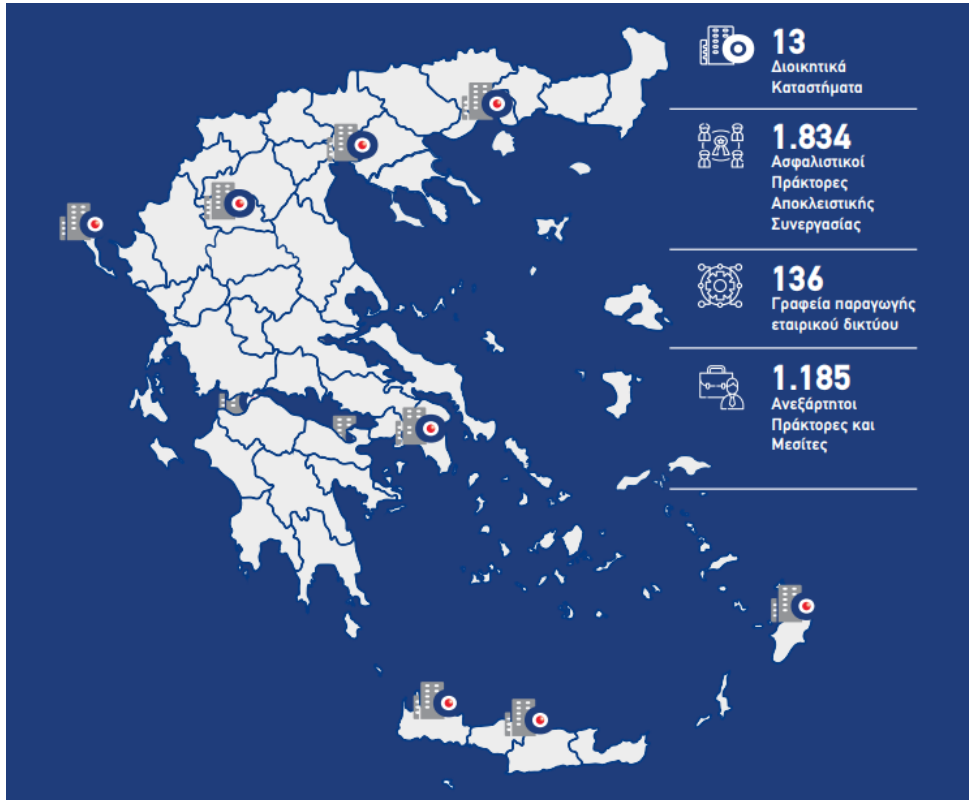 13
Διοικητικά
Καταστήματα
1.834
Ασφαλιστικοί
Πράκτορες
Αποκλειστικής
Συνεργασίας
136
Γραφεία παραγωγής
εταιρικού δικτύου
1.185
Ανεξάρτητοι
Πράκτορες και
Μεσίτες